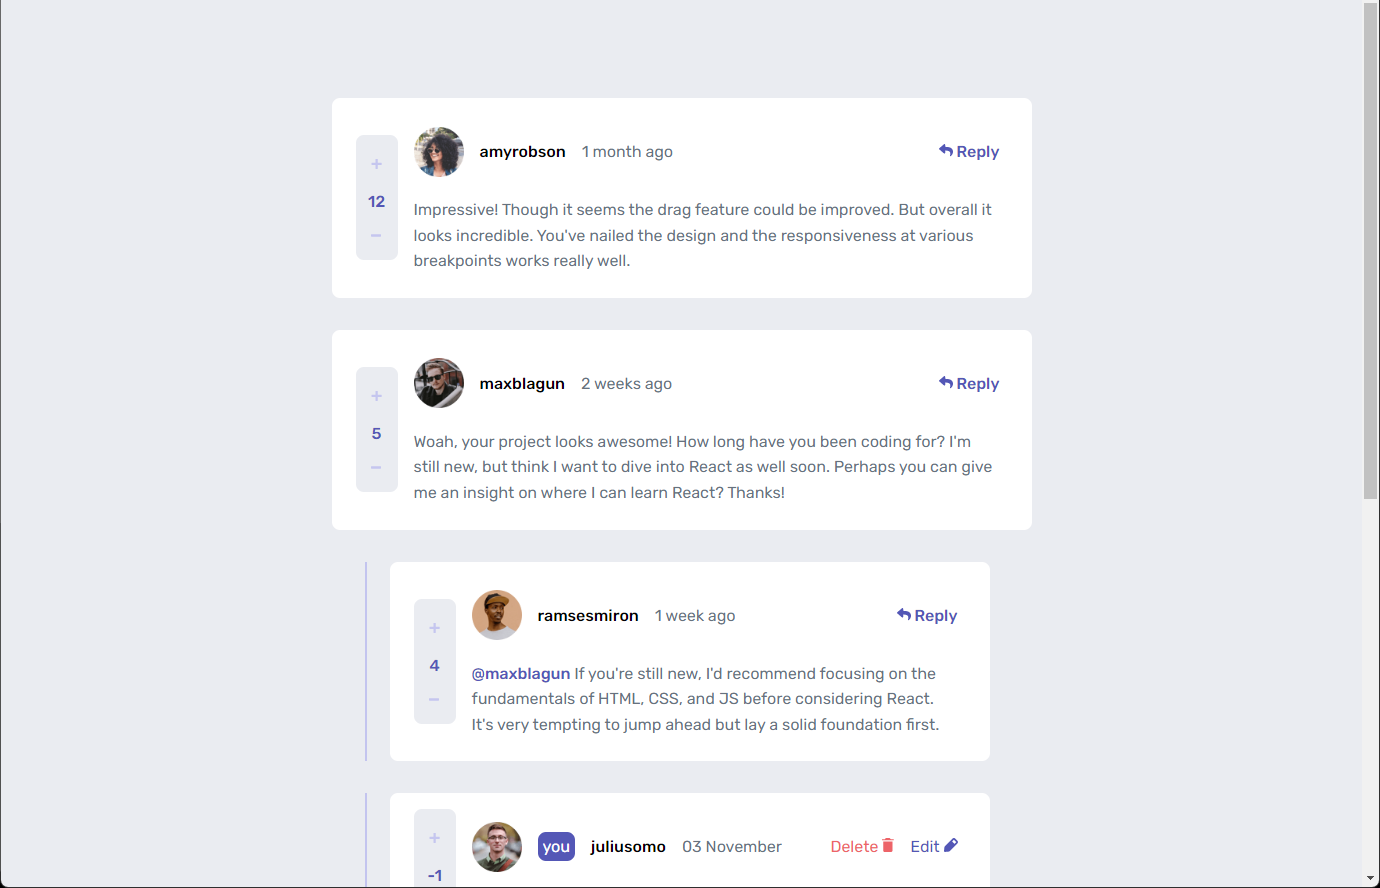 amyrobson 1 month ago Reply
+
12
−
Impressive! Though it seems the drag feature could be improved. But overall it
looks incredible. You've nailed the design and the responsiveness at various
breakpoints works really well.
maxblagun 2 weeks ago Reply
+
5
−
Woah, your project looks awesome! How long have you been coding for? I'm
still new, but think I want to dive into React as well soon. Perhaps you can give
me an insight on where I can learn React? Thanks!
ramsesmiron 1 week ago Reply
+
4
−
@maxblagun If you're still new, I'd recommend focusing on the
fundamentals of HTML, CSS, and JS before considering React.
It's very tempting to jump ahead but lay a solid foundation first.
you juliusomo 03 November Delete Edit
+
-1